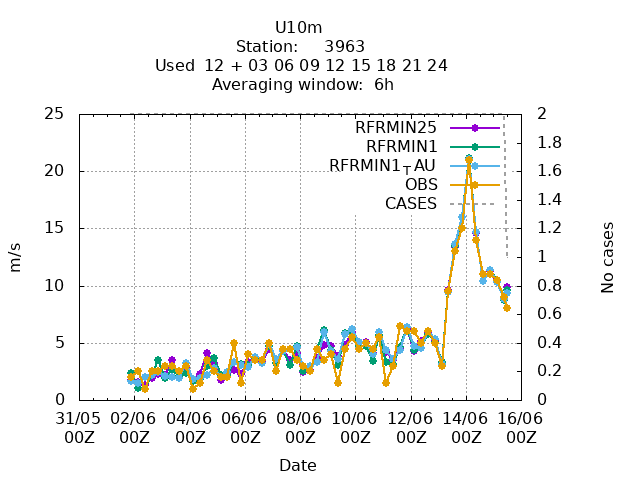 U10m
Station: 3963
Used 12 + 03 06 09 12 15 18 21 24
Averaging window: 6h
25 2
RFRMIN25
1.8
RFRMIN1
20 RFRMIN1TAU 1.6
OBS
1.4
CASES
15 1.2
m/s
1
No cases
10 0.8
0.6
5 0.4
0.2
0 0
31/05 02/06 04/06 06/06 08/06 10/06 12/06 14/06 16/06
00Z 00Z 00Z 00Z 00Z 00Z 00Z 00Z 00Z
Date